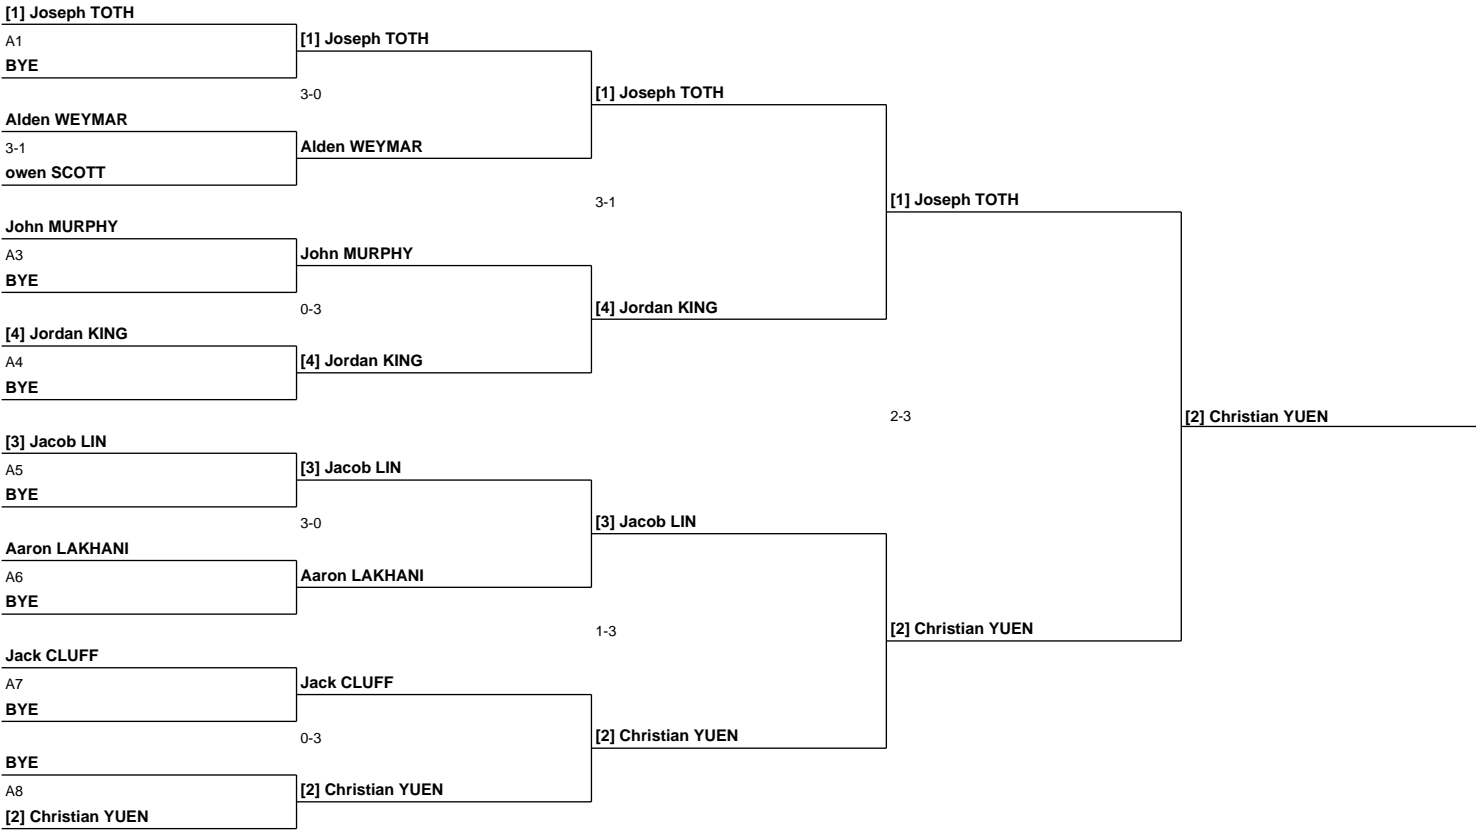 [1] Joseph TOTH
A1
BYE
Alden WEYMAR
3-1
owen SCOTT
John MURPHY
A3
BYE
[4] Jordan KING
A4
BYE
[3] Jacob LIN
A5
BYE
Aaron LAKHANI
A6
BYE
Jack CLUFF
A7
BYE
BYE
A8
[2] Christian YUEN
[1] Joseph TOTH
3-0
Alden WEYMAR
John MURPHY
0-3
[4] Jordan KING
[3] Jacob LIN
3-0
Aaron LAKHANI
Jack CLUFF
0-3
[2] Christian YUEN
[1] Joseph TOTH
3-1
[4] Jordan KING
[3] Jacob LIN
1-3
[2] Christian YUEN
[1] Joseph TOTH
2-3
[2] Christian YUEN
[2] Christian YUEN